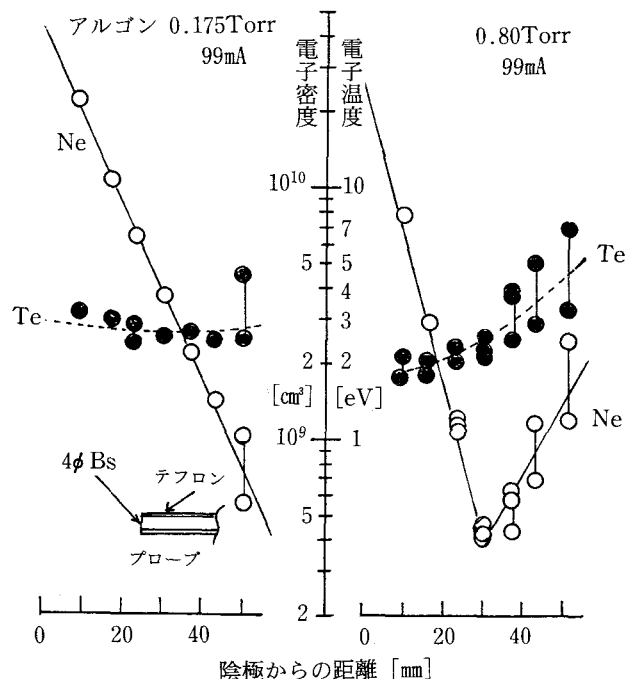 アルゴン 0.175Torr
99mA
Ne
Te
4φBs
テフロン
プローブ
電子密度
電子温度
10¹⁰
10
7
5
5
4
3
3
2
2
[cm³]
[eV]
10⁹
1
5
2
0.80Torr
99mA
Te
Ne
0
20
40
0
20
40
陰極からの距離 [mm]